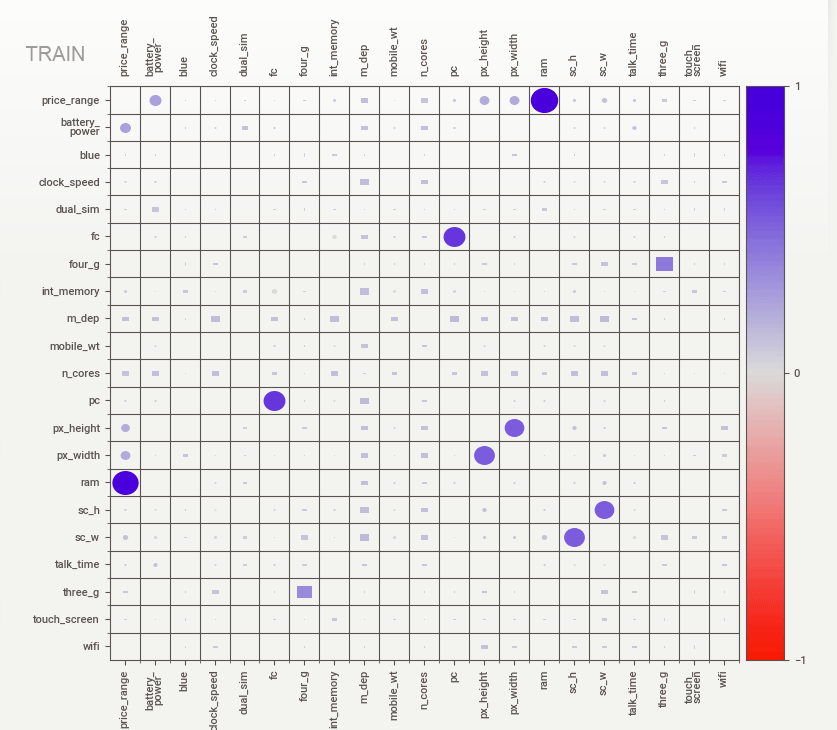 TRAIN
price_range
battery_
power
blue
clock_speed
dual_sim
fc
four_g
int_memory
m_dep
mobile_wt
n_cores
pc
px_height
px_width
ram
sc_h
sc_w
talk_time
three_g
touch_
screen
wifi
price_range
battery_
power
blue
clock_speed
dual_sim
fc
four_g
int_memory
m_dep
mobile_wt
n_cores
pc
px_height
px_width
ram
sc_h
sc_w
talk_time
three_g
touch_screen
wifi
1
0
−1
price_range
battery_
power
blue
clock_speed
dual_sim
fc
four_g
int_memory
m_dep
mobile_wt
n_cores
pc
px_height
px_width
ram
sc_h
sc_w
talk_time
three_g
touch_
screen
wifi